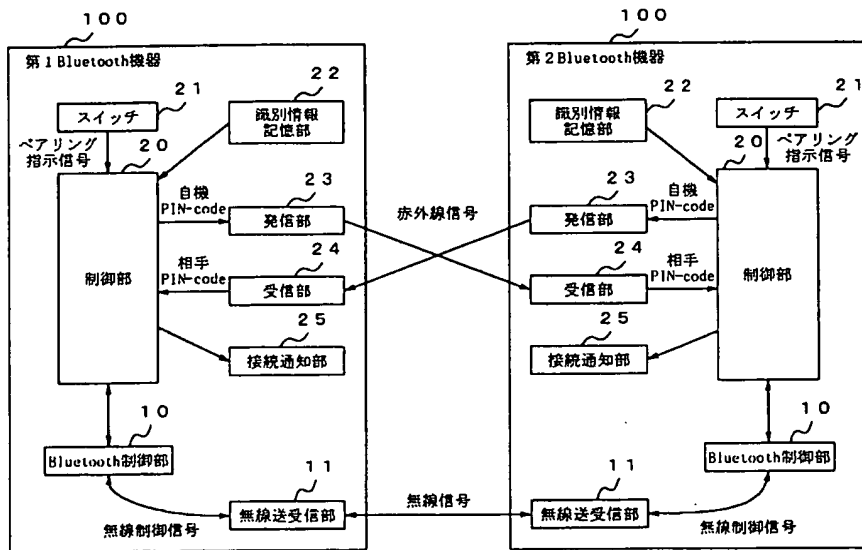 100
第1Bluetooth機器
21
スイッチ
22
識別情報
記憶部
ペアリング
指示信号
20
制御部
自機
PIN-code
23
発信部
相手
PIN-code
24
受信部
25
接続通知部
10
Bluetooth制御部
11
無線送受信部
無線制御信号
赤外線信号
無線信号
100
第2Bluetooth機器
22
識別情報
記憶部
21
スイッチ
20
ペアリング
指示信号
23
発信部
自機
PIN-code
24
受信部
相手
PIN-code
制御部
25
接続通知部
10
Bluetooth制御部
11
無線送受信部
無線制御信号